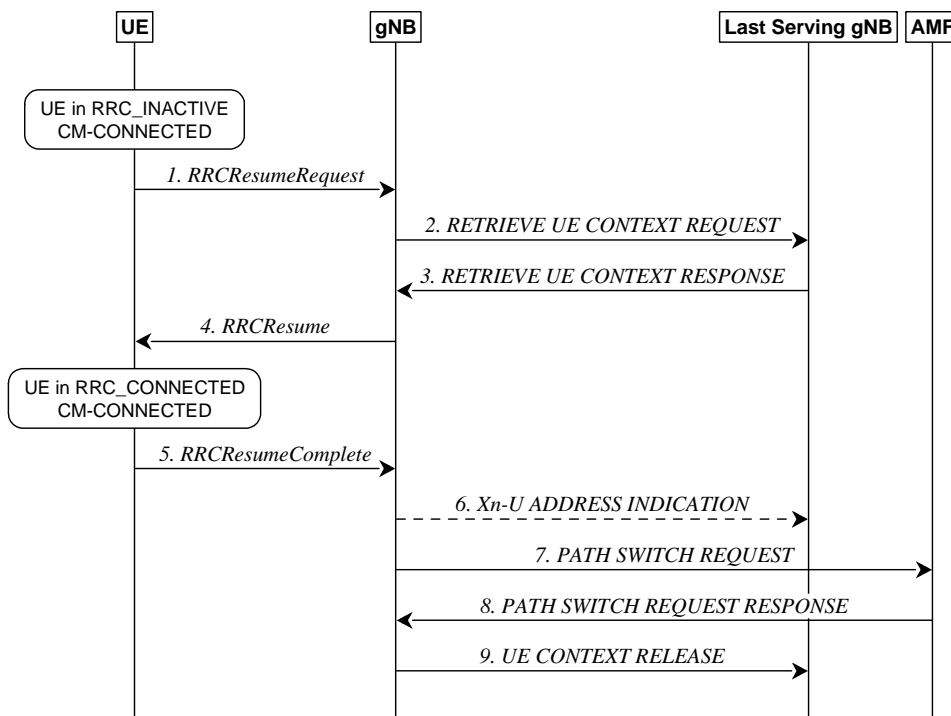 UE
gNB
Last Serving gNB
AMF
UE in RRC_INACTIVE
CM-CONNECTED
1. RRCResumeRequest
2. RETRIEVE UE CONTEXT REQUEST
3. RETRIEVE UE CONTEXT RESPONSE
4. RRCResume
UE in RRC_CONNECTED
CM-CONNECTED
5. RRCResumeComplete
6. Xn-U ADDRESS INDICATION
7. PATH SWITCH REQUEST
8. PATH SWITCH REQUEST RESPONSE
9. UE CONTEXT RELEASE